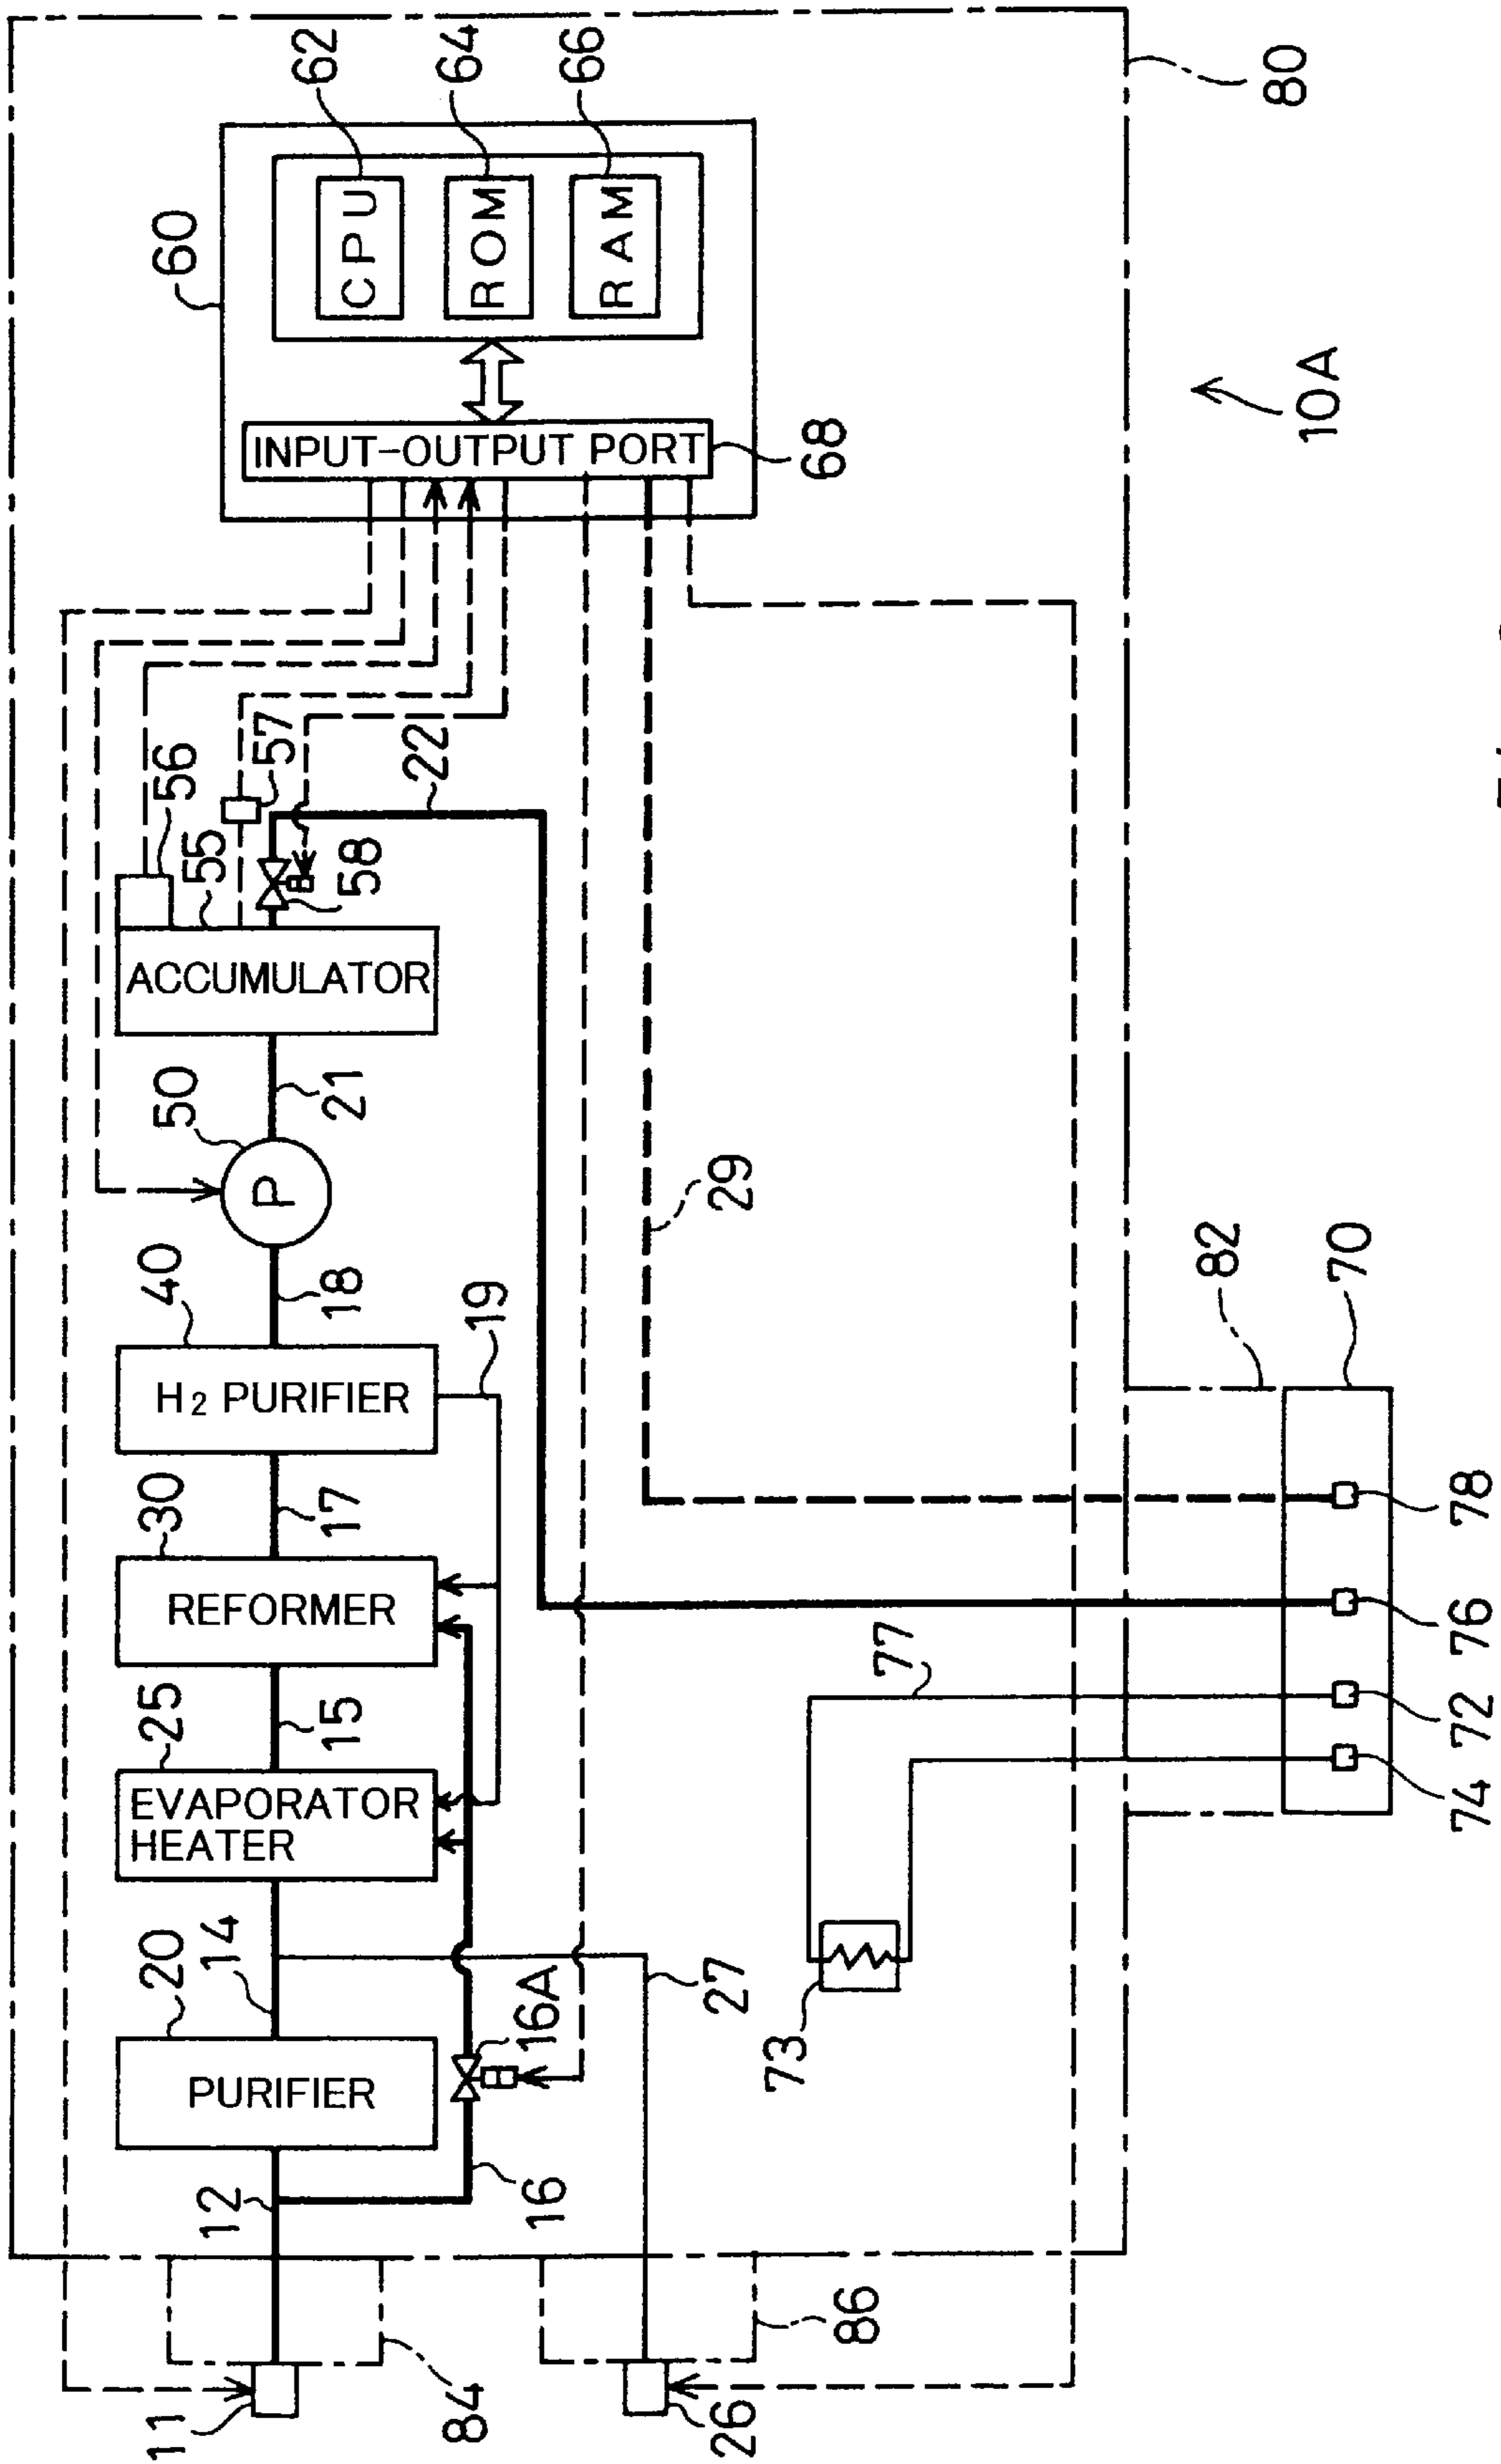 60
62
64
66
CPU
ROM
RAM
INPUT-OUTPUT PORT
68
80
10A
56
57
55
58
22
ACCUMULATOR
21
50
P
18
40
H₂ PURIFIER
19
17
30
REFORMER
15
25
EVAPORATOR
HEATER
14
20
PURIFIER
16A
16
12
11
84
26
86
27
29
73
77
82
70
78
76
72
74